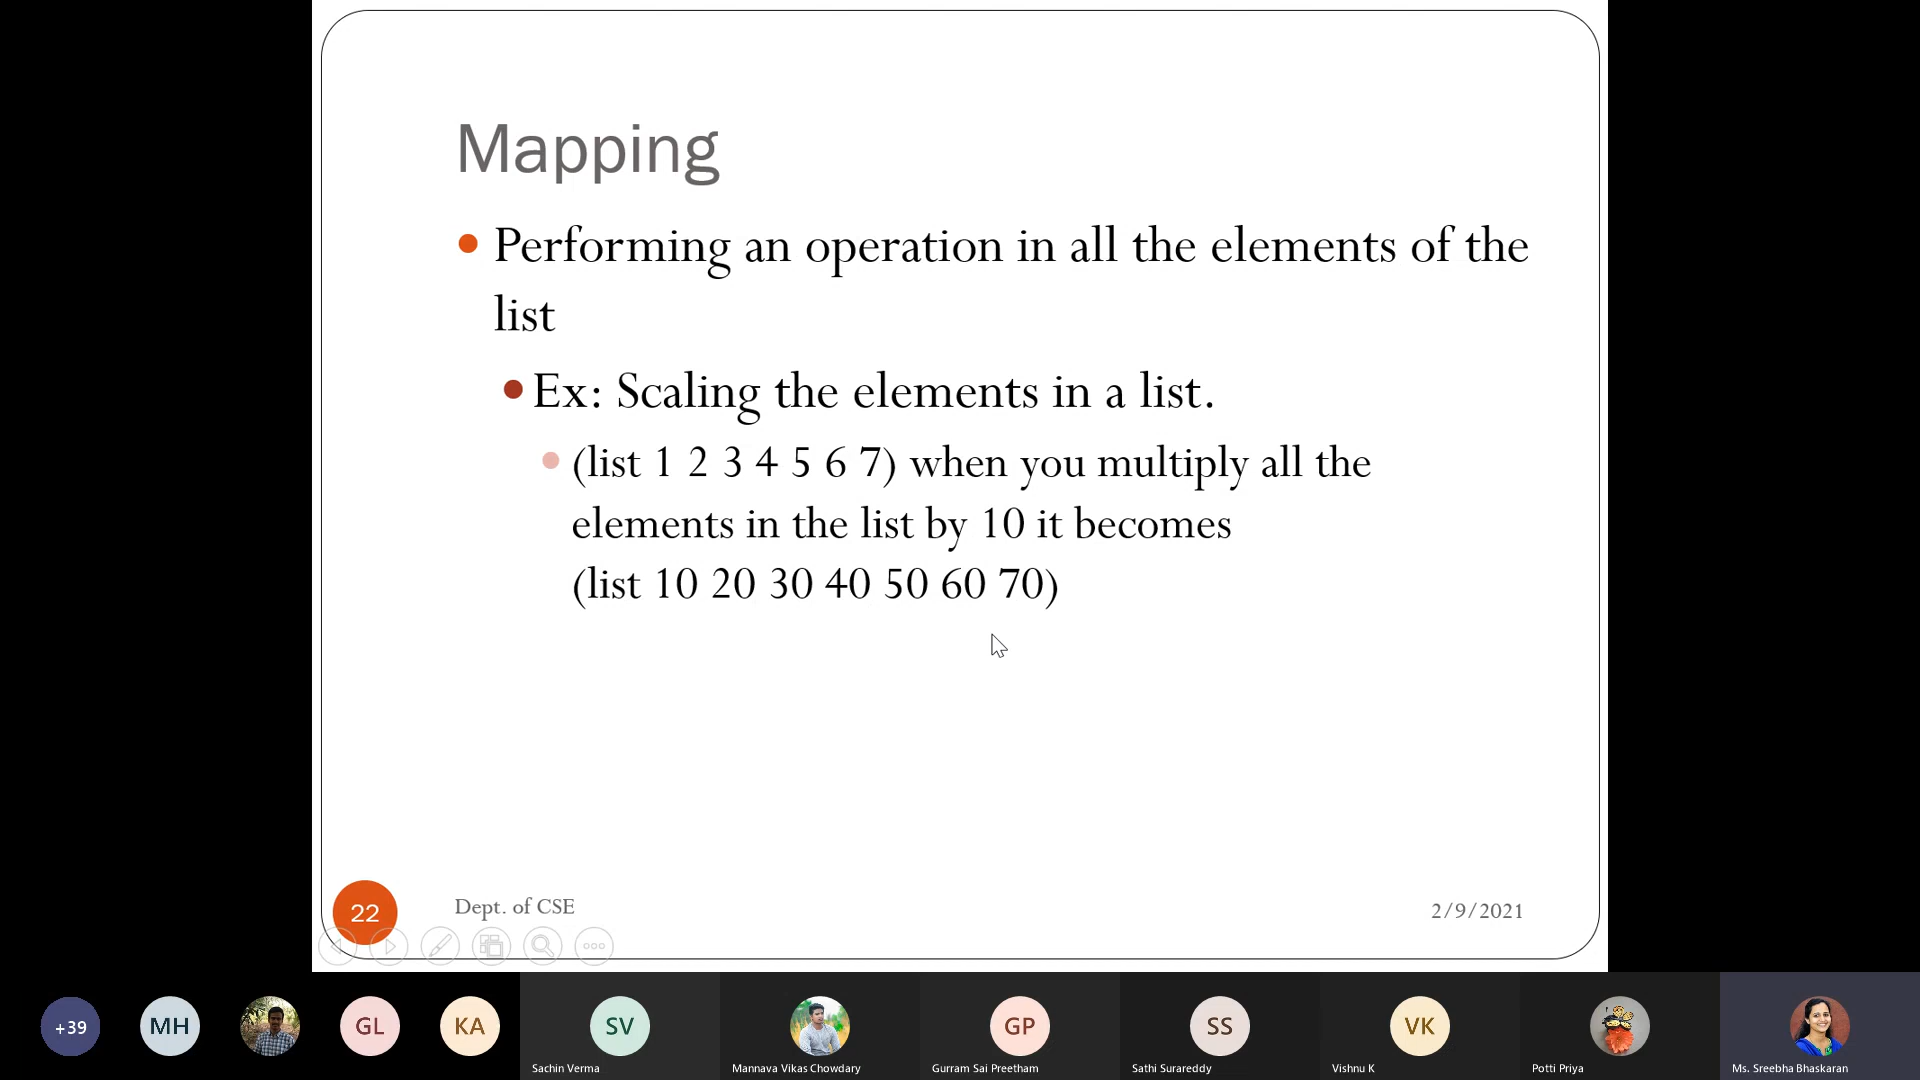 Mapping
Performing an operation in all the elements of the
list
Ex: Scaling the elements in a list.
(list 1 2 3 4 5 6 7) when you multiply all the
elements in the list by 10 it becomes
(list 10 20 30 40 50 60 70)
22
Dept. of CSE
2/9/2021
+39
MH
GL
KA
SV
GP
SS
VK
Sachin Verma
Mannava Vikas Chowdary
Gurram Sai Preetham
Sathi Surareddy
Vishnu K
Potti Priya
Ms. Sreebha Bhaskaran